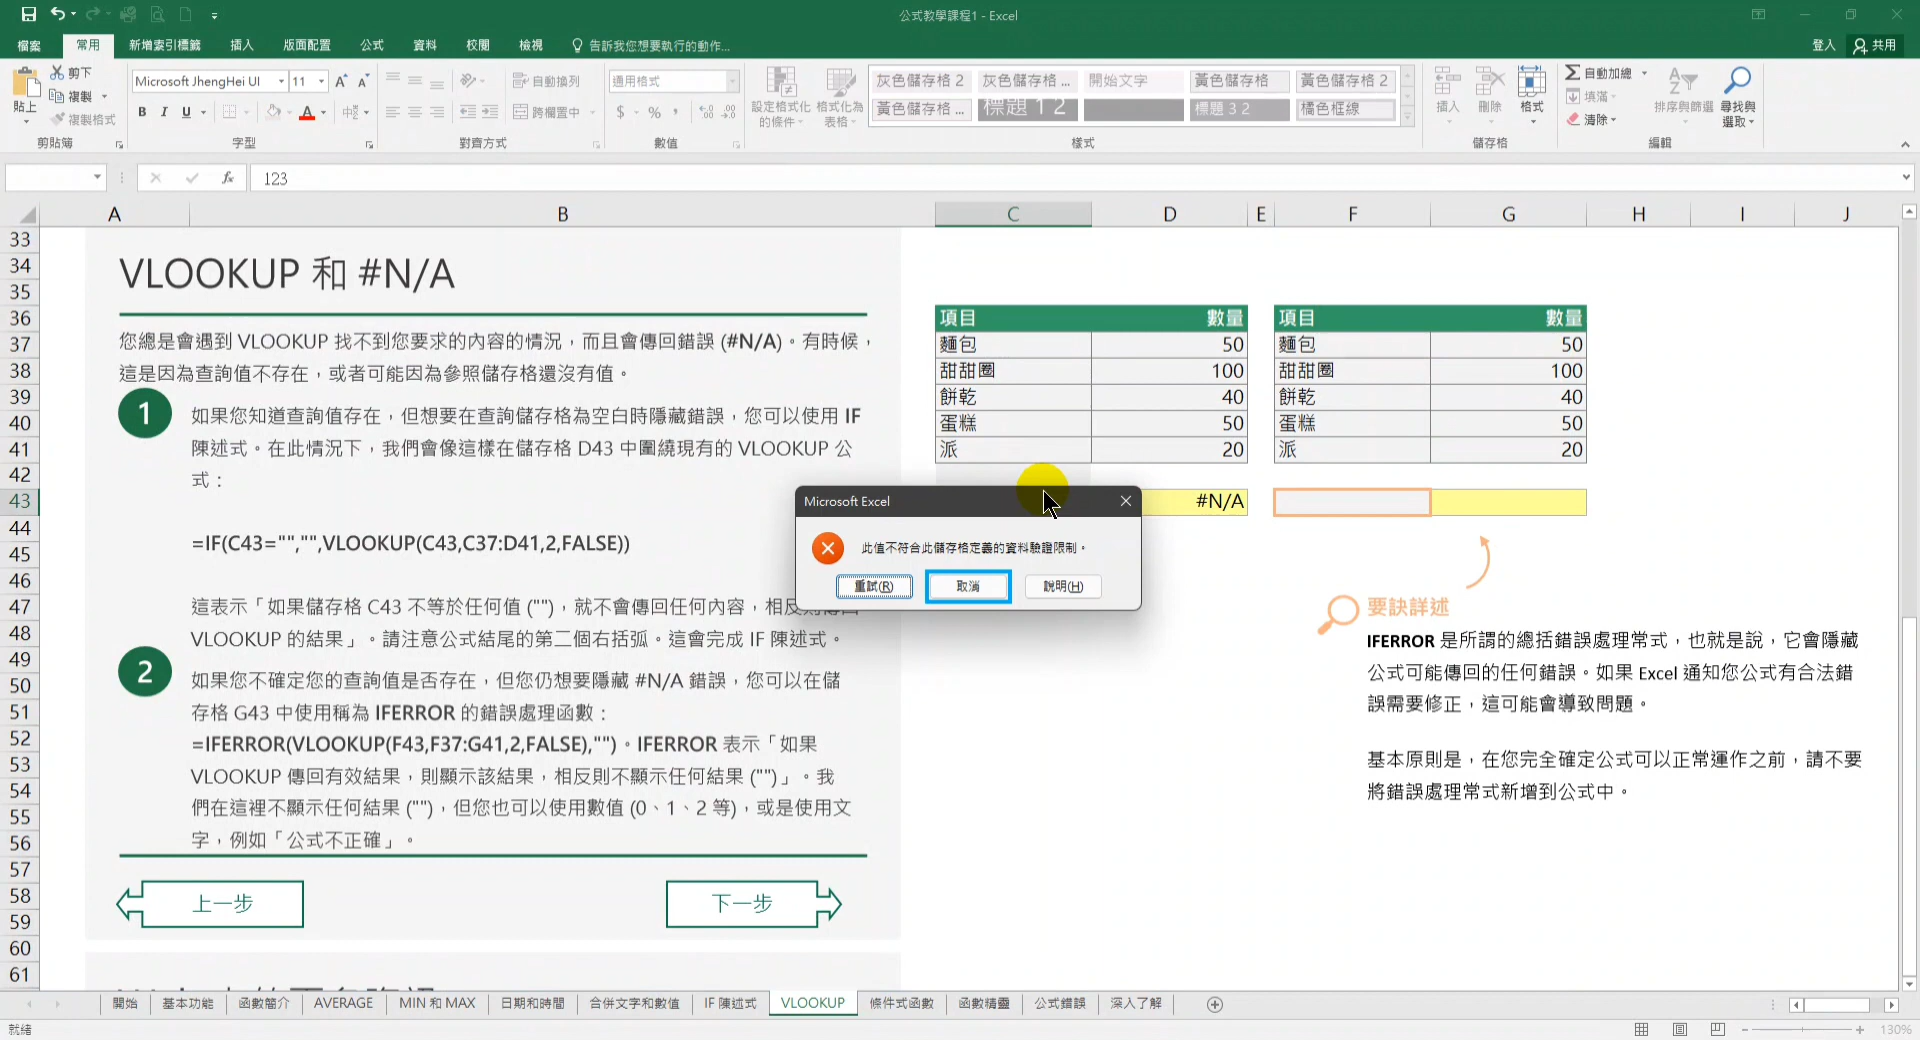 公式教學課程1 - Excel
檔案 常用 新增索引標籤 插入 版面配置 公式 資料 校閱 檢視 告訴我您想要執行的動作... 登入 共用
貼上 剪下 複製 複製格式 剪貼簿
Microsoft JhengHei UI 11 A A
B I U A 中 字型
自動換列 跨欄置中 對齊方式
通用格式 $ % , 數值
設定格式化的條件 格式化為表格
灰色儲存格 2 灰色儲存格 ... 開始文字 黃色儲存格 黃色儲存格 2
黃色儲存格 ... 標題 1 2 標題 3 2 橘色框線
樣式
插入 刪除 格式 儲存格
自動加總 填滿 清除 排序與篩選 尋找與選取 編輯
fx 123
A B C D E F G H I J
33
34
35
36
37
38
39
40
41
42
43
44
45
46
47
48
49
50
51
52
53
54
55
56
57
58
59
60
61
VLOOKUP 和 #N/A
您總是會遇到 VLOOKUP 找不到您要求的內容的情況，而且會傳回錯誤 (#N/A)。有時候，
這是因為查詢值不存在，或者可能因為參照儲存格還沒有值。
1
如果您知道查詢值存在，但想要在查詢儲存格為空白時隱藏錯誤，您可以使用 IF
陳述式。在此情況下，我們會像這樣在儲存格 D43 中圍繞現有的 VLOOKUP 公
式：
=IF(C43="","",VLOOKUP(C43,C37:D41,2,FALSE))
這表示「如果儲存格 C43 不等於任何值 ("")，就不會傳回任何內容，相反則傳回
VLOOKUP 的結果」。請注意公式結尾的第二個右括弧。這會完成 IF 陳述式。
2
如果您不確定您的查詢值是否存在，但您仍想要隱藏 #N/A 錯誤，您可以在儲
存格 G43 中使用稱為 IFERROR 的錯誤處理函數：
=IFERROR(VLOOKUP(F43,F37:G41,2,FALSE),"")。IFERROR 表示「如果
VLOOKUP 傳回有效結果，則顯示該結果，相反則不顯示任何結果 ("")」。我
們在這裡不顯示任何結果 ("")，但您也可以使用數值 (0、1、2 等)，或是使用文
字，例如「公式不正確」。
上一步 下一步
項目 數量
麵包 50
甜甜圈 100
餅乾 40
蛋糕 50
派 20
#N/A
項目 數量
麵包 50
甜甜圈 100
餅乾 40
蛋糕 50
派 20
Microsoft Excel
此值不符合此儲存格定義的資料驗證限制。
重試(R) 取消 說明(H)
要訣詳述
IFERROR 是所謂的總括錯誤處理常式，也就是說，它會隱藏
公式可能傳回的任何錯誤。如果 Excel 通知您公式有合法錯
誤需要修正，這可能會導致問題。
基本原則是，在您完全確定公式可以正常運作之前，請不要
將錯誤處理常式新增到公式中。
開始 基本功能 函數簡介 AVERAGE MIN 和 MAX 日期和時間 合併文字和數值 IF 陳述式 VLOOKUP 條件式函數 函數精靈 公式錯誤 深入了解
就緒 130%